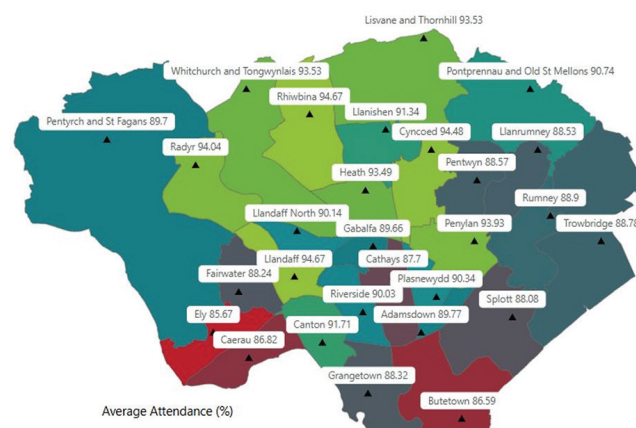 Lisvane and Thornhill 93.53
Whitchurch and Tongwynlais 93.53
Pontprennau and Old St Mellons 90.74
Rhiwbina 94.67
Llanishen 91.34
Pentyrch and St Fagans 89.7
Cyncoed 94.48
Llanrumney 88.53
Radyr 94.04
Pentwyn 88.57
Heath 93.49
Rumney 88.9
Llandaff North 90.14
Gabalfa 89.66
Penylan 93.93
Trowbridge 88.78
Llandaff 94.67
Cathays 87.7
Fairwater 88.24
Plasnewydd 90.34
Riverside 90.03
Splott 88.08
Ely 85.67
Canton 91.71
Adamsdown 89.77
Caerau 86.82
Grangetown 88.32
Butetown 86.59
Average Attendance (%)